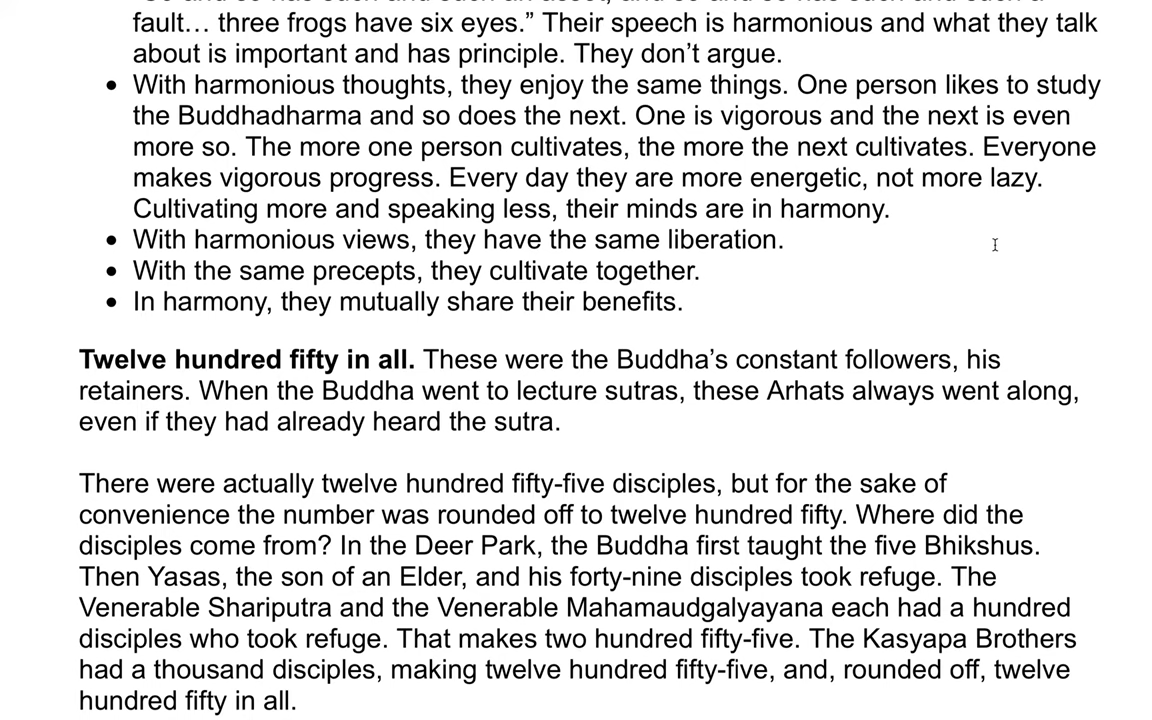 fault… three frogs have six eyes.” Their speech is harmonious and what they talk
about is important and has principle. They don’t argue.
• With harmonious thoughts, they enjoy the same things. One person likes to study
the Buddhadharma and so does the next. One is vigorous and the next is even
more so. The more one person cultivates, the more the next cultivates. Everyone
makes vigorous progress. Every day they are more energetic, not more lazy.
Cultivating more and speaking less, their minds are in harmony.
• With harmonious views, they have the same liberation.
• With the same precepts, they cultivate together.
• In harmony, they mutually share their benefits.
Twelve hundred fifty in all. These were the Buddha’s constant followers, his
retainers. When the Buddha went to lecture sutras, these Arhats always went along,
even if they had already heard the sutra.
There were actually twelve hundred fifty-five disciples, but for the sake of
convenience the number was rounded off to twelve hundred fifty. Where did the
disciples come from? In the Deer Park, the Buddha first taught the five Bhikshus.
Then Yasas, the son of an Elder, and his forty-nine disciples took refuge. The
Venerable Shariputra and the Venerable Mahamaudgalyayana each had a hundred
disciples who took refuge. That makes two hundred fifty-five. The Kasyapa Brothers
had a thousand disciples, making twelve hundred fifty-five, and, rounded off, twelve
hundred fifty in all.